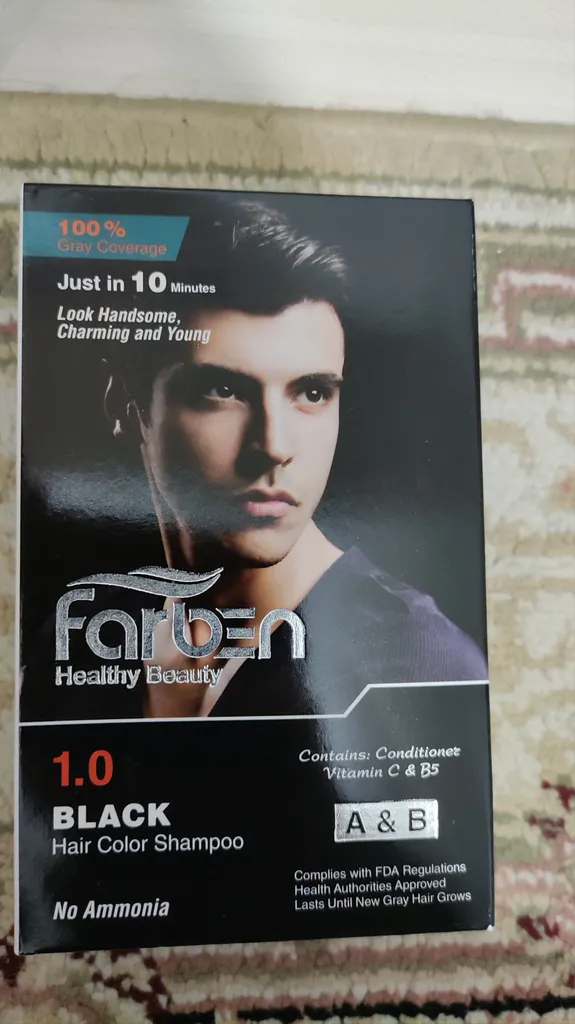 100%
Gray Coverage
Just in 10 Minutes
Look Handsome,
Charming and Young
farben
Healthy Beauty
1.0
BLACK
Hair Color Shampoo
No Ammonia
Contains: Conditioner
Vitamin C & B5
A & B
Complies with FDA Regulations
Health Authorities Approved
Lasts Until New Gray Hair Grows